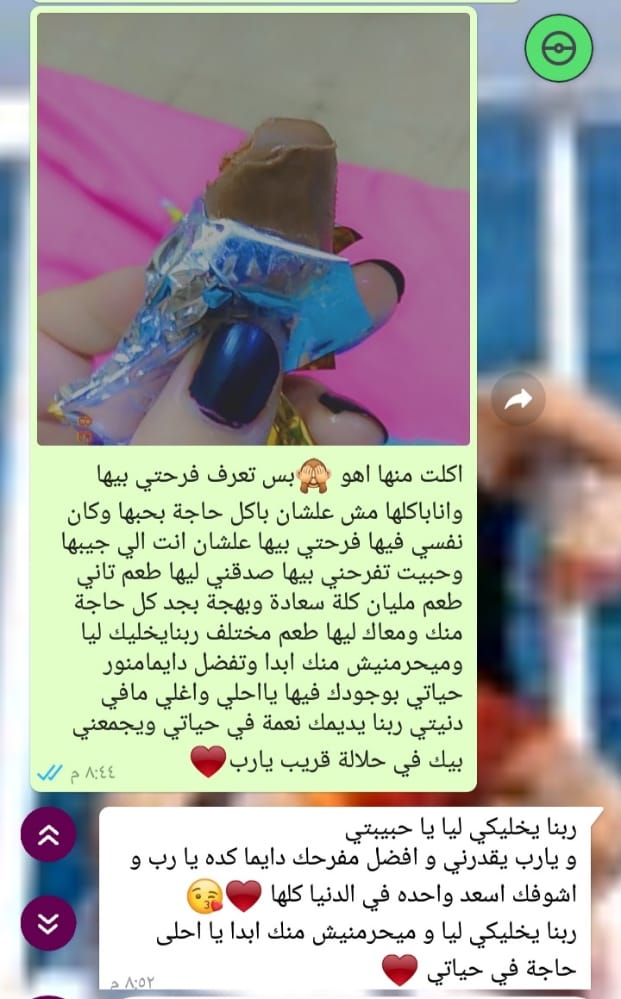 اكلت منها اهو 🙈بس تعرف فرحتي بيها
واناباكلها مش علشان باكل حاجة بحبها وكان
نفسي فيها فرحتي بيها علشان انت الي جيبها
وحبيت تفرحني بيها صدقني ليها طعم تاني
طعم مليان كلة سعادة وبهجة بجد كل حاجة
منك ومعاك ليها طعم مختلف ربنايخليك ليا
وميحرمنيش منك ابدا وتفضل دايمامنور
حياتي بوجودك فيها يااحلي واغلي مافي
دنيتي ربنا يديمك نعمة في حياتي ويجمعني
بيك في حلالة قريب يارب❤️
٨:٤٤ م
ربنا يخليكي ليا يا حبيبتي
و يارب يقدرني و افضل مفرحك دايما كده يا رب و
اشوفك اسعد واحده في الدنيا كلها ❤️😘
ربنا يخليكي ليا و ميحرمنيش منك ابدا يا احلى
حاجة في حياتي ❤️
٨:٥٢ م